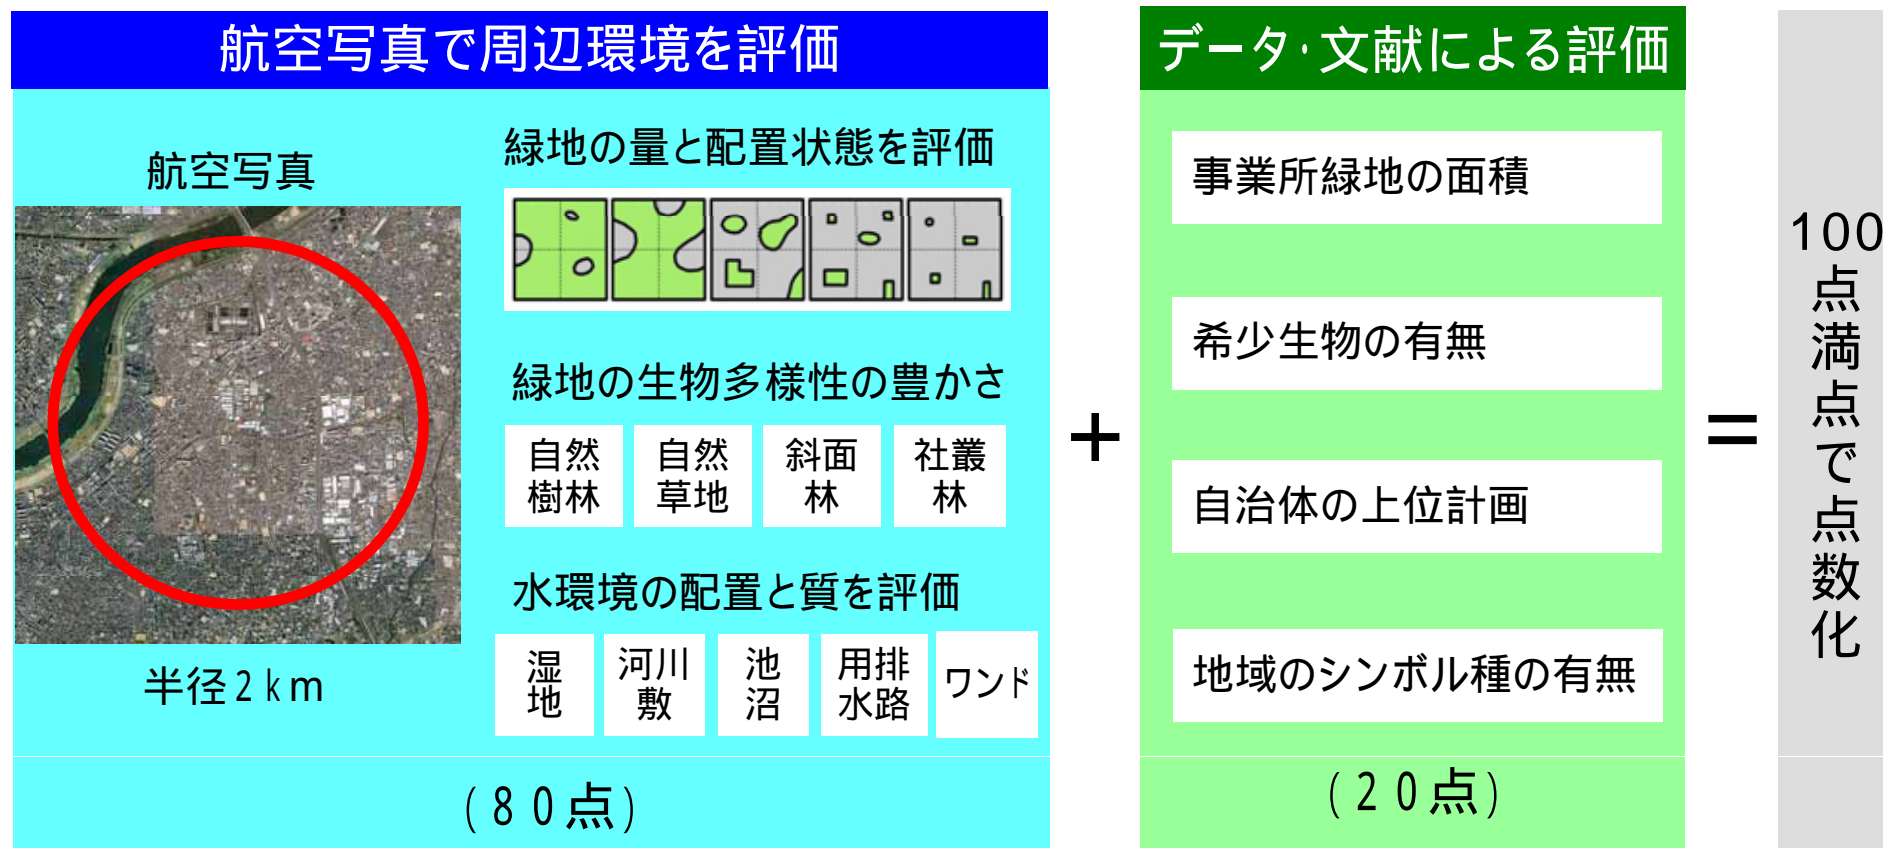 航空写真で周辺環境を評価
航空写真
半径2km
緑地の量と配置状態を評価
緑地の生物多様性の豊かさ
自然
樹林
自然
草地
斜面
林
社叢
林
水環境の配置と質を評価
湿
地
河川
敷
池
沼
用排
水路
ワンド
(80点)
+
データ・文献による評価
事業所緑地の面積
希少生物の有無
自治体の上位計画
地域のシンボル種の有無
(20点)
=
100
点
満
点
で
点
数
化